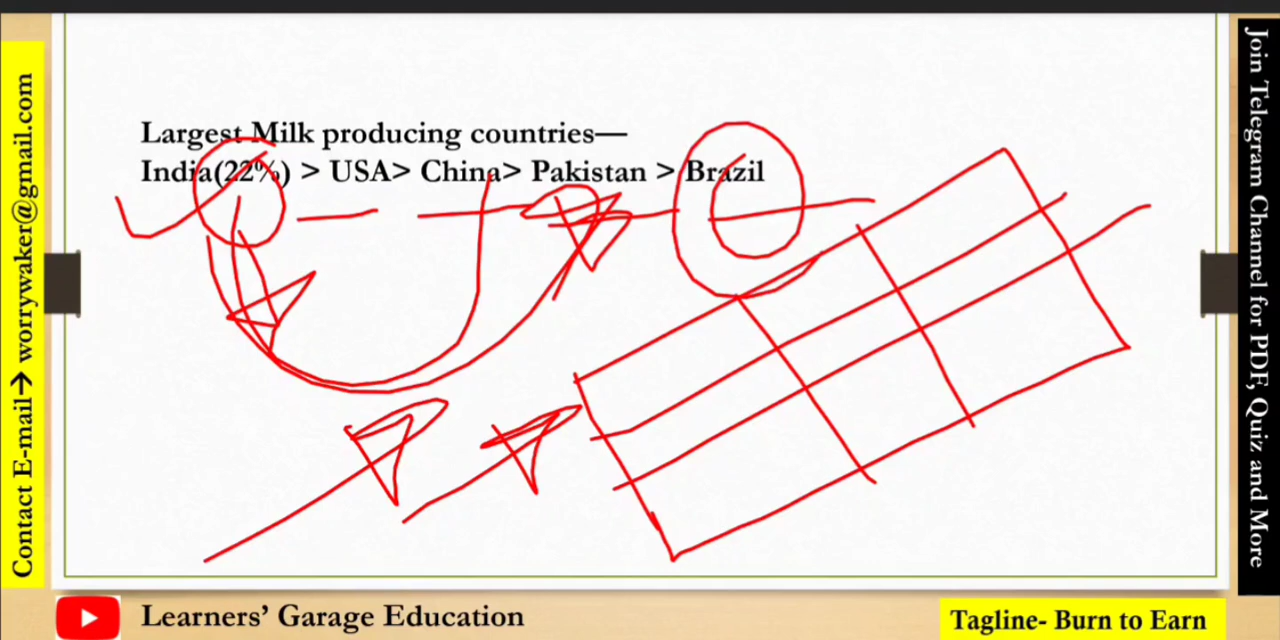 Largest Milk producing countries—
India(22%) > USA> China> Pakistan > Brazil
Contact E-mail→ worrywaker@gmail.com
Join Telegram Channel for PDF, Quiz and More
Learners’ Garage Education
Tagline- Burn to Earn